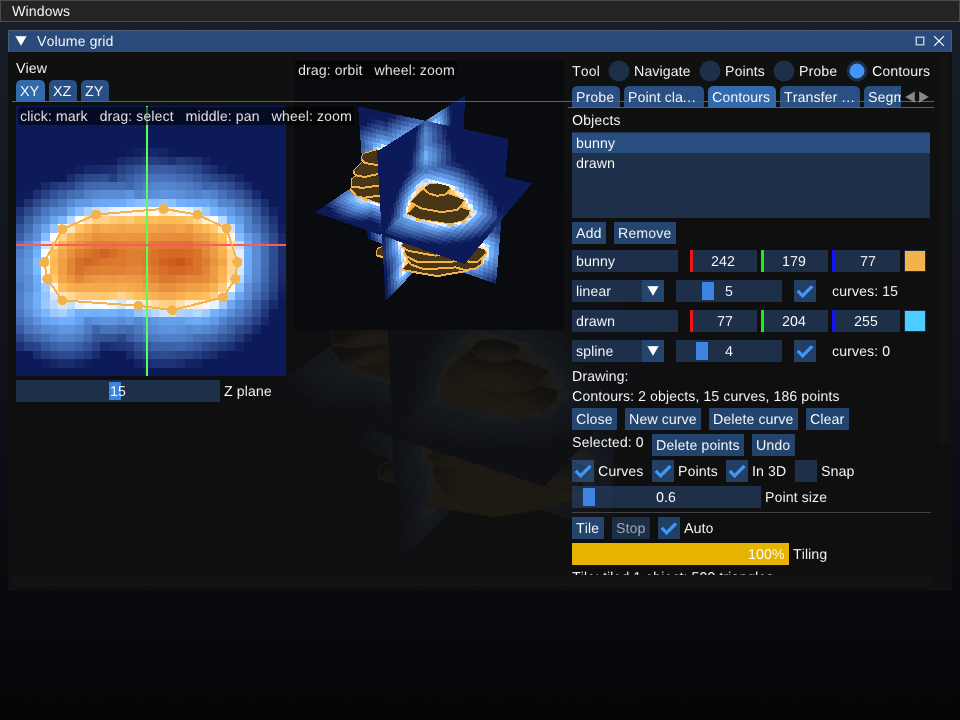 Windows
Volume grid
View
XY XZ ZY
click: mark drag: select middle: pan wheel: zoom
15 Z plane
drag: orbit wheel: zoom
Tool Navigate Points Probe Contours
Probe Point cla... Contours Transfer ... Segm
Objects
bunny
drawn
Add Remove
bunny 242 179 77
linear 5 curves: 15
drawn 77 204 255
spline 4 curves: 0
Drawing:
Contours: 2 objects, 15 curves, 186 points
Close New curve Delete curve Clear
Selected: 0 Delete points Undo
Curves Points In 3D Snap
0.6 Point size
Tile Stop Auto
100% Tiling